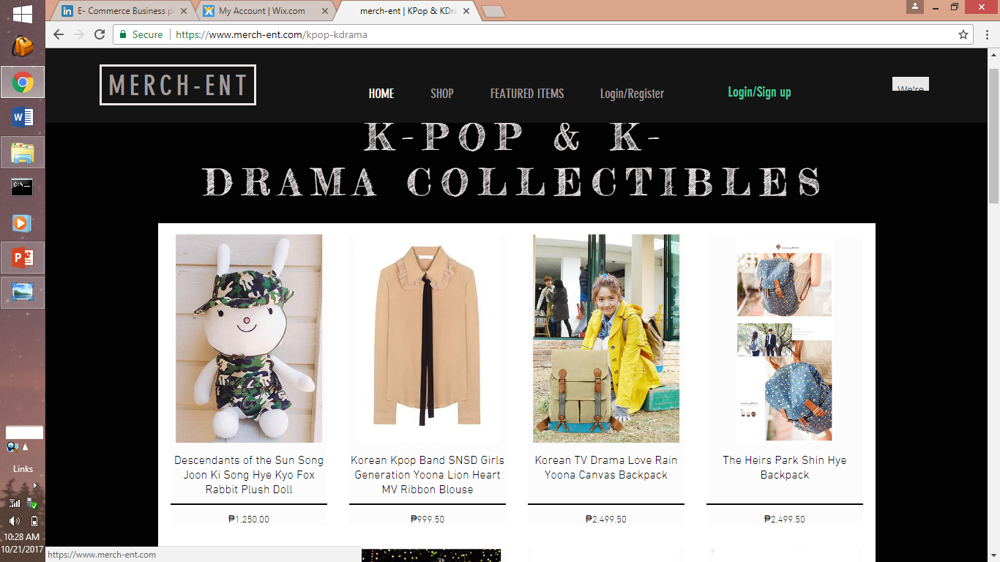 E- Commerce Business p
My Account | Wix.com
merch-ent | KPop & KDra
Secure
https://www.merch-ent.com/kpop-kdrama
MERCH-ENT
HOME
SHOP
FEATURED ITEMS
Login/Register
Login/Sign up
We're
K-POP & K-
DRAMA COLLECTIBLES
Descendants of the Sun Song
Joon Ki Song Hye Kyo Fox
Rabbit Plush Doll
₱1,250.00
Korean Kpop Band SNSD Girls
Generation Yoona Lion Heart
MV Ribbon Blouse
₱999.50
Korean TV Drama Love Rain
Yoona Canvas Backpack
₱2,499.50
The Heirs Park Shin Hye
Backpack
₱2,499.50
Links
10:28 AM
10/21/2017
https://www.merch-ent.com